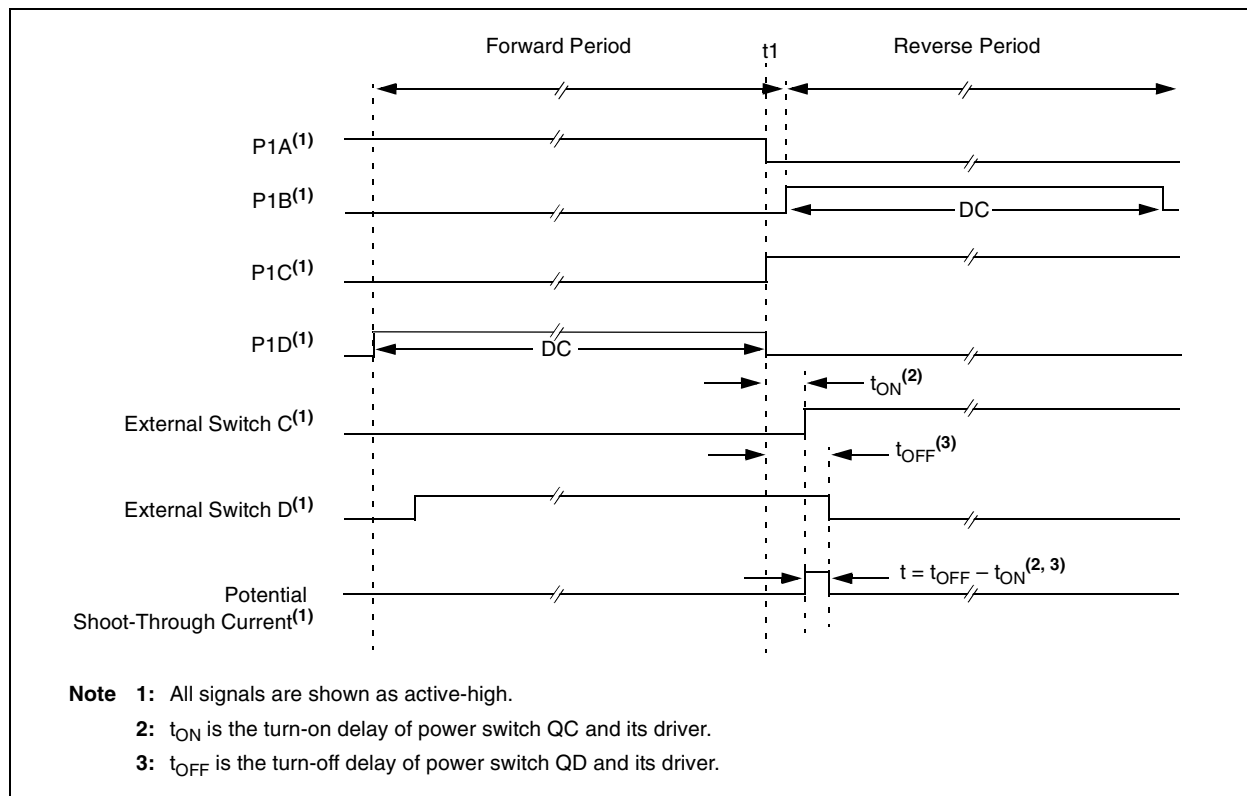 Forward Period
t1
Reverse Period
P1A(1)
P1B(1)
DC
P1C(1)
P1D(1)
DC
tON(2)
External Switch C(1)
tOFF(3)
External Switch D(1)
t = tOFF – tON(2, 3)
Potential
Shoot-Through Current(1)
Note 1: All signals are shown as active-high.
2: tON is the turn-on delay of power switch QC and its driver.
3: tOFF is the turn-off delay of power switch QD and its driver.